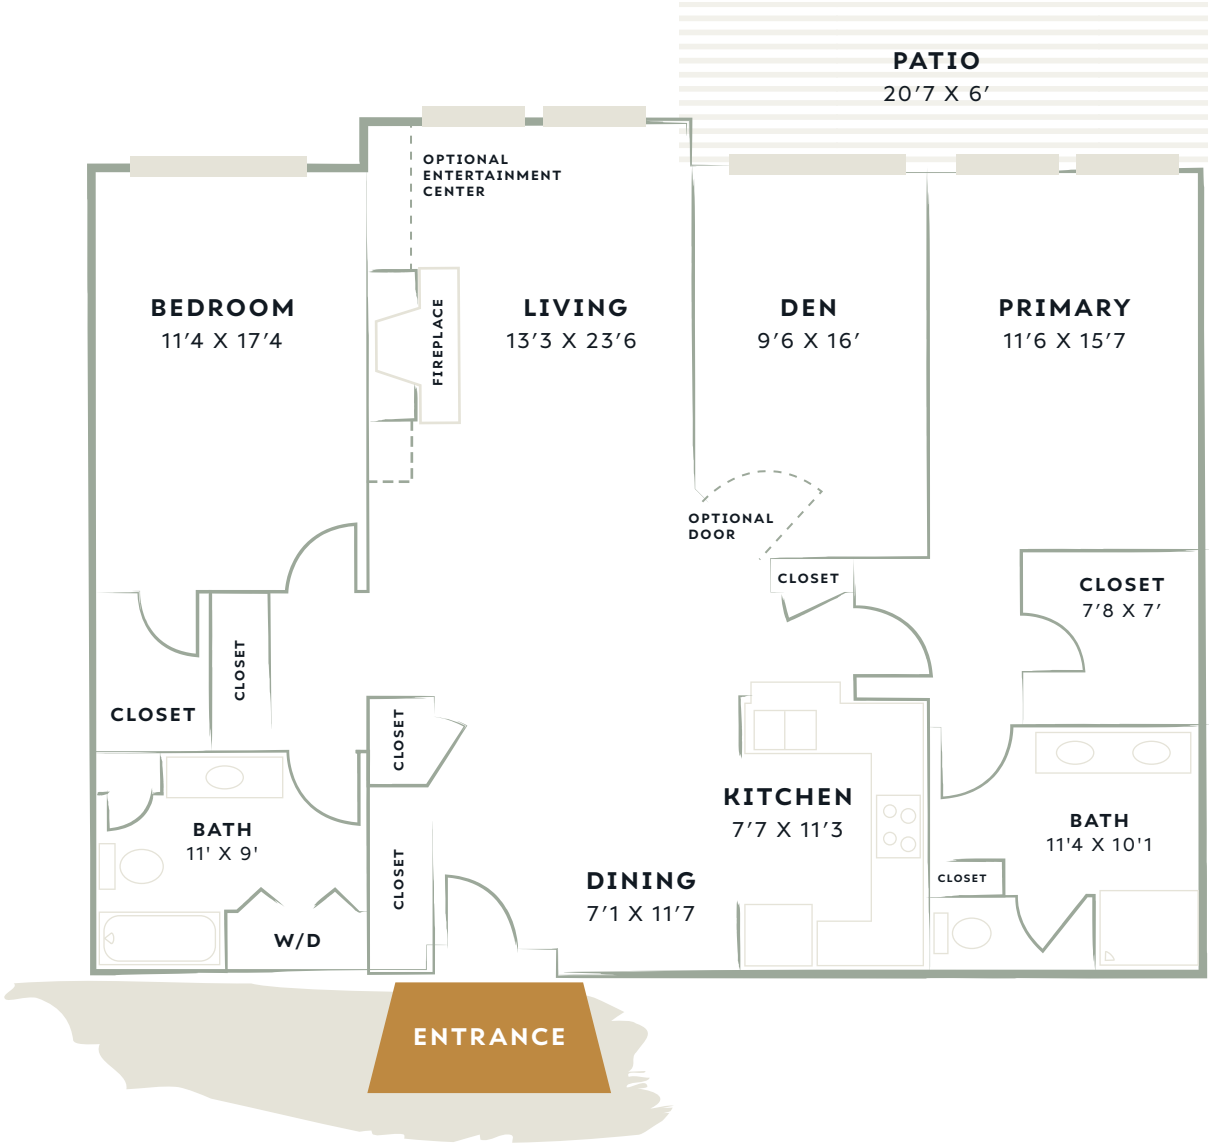 PATIO
20′7 X 6′
OPTIONAL
ENTERTAINMENT
CENTER
BEDROOM
11′4 X 17′4
FIREPLACE
LIVING
13′3 X 23′6
DEN
9′6 X 16′
PRIMARY
11′6 X 15′7
OPTIONAL
DOOR
CLOSET
CLOSET
7′8 X 7′
CLOSET
CLOSET
CLOSET
KITCHEN
7′7 X 11′3
BATH
11' X 9'
BATH
11'4 X 10'1
CLOSET
CLOSET
DINING
7′1 X 11′7
W/D
ENTRANCE